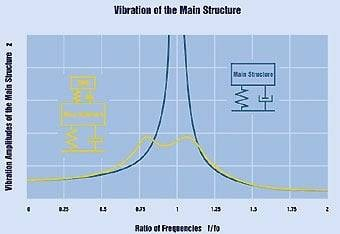 Vibration of the Main Structure
Vibration Amplitudes of the Main Structure z
Main Structure
0 0.25 0.5 0.75 1 1.25 1.5 1.75 2
Ratio of Frequencies f/fo